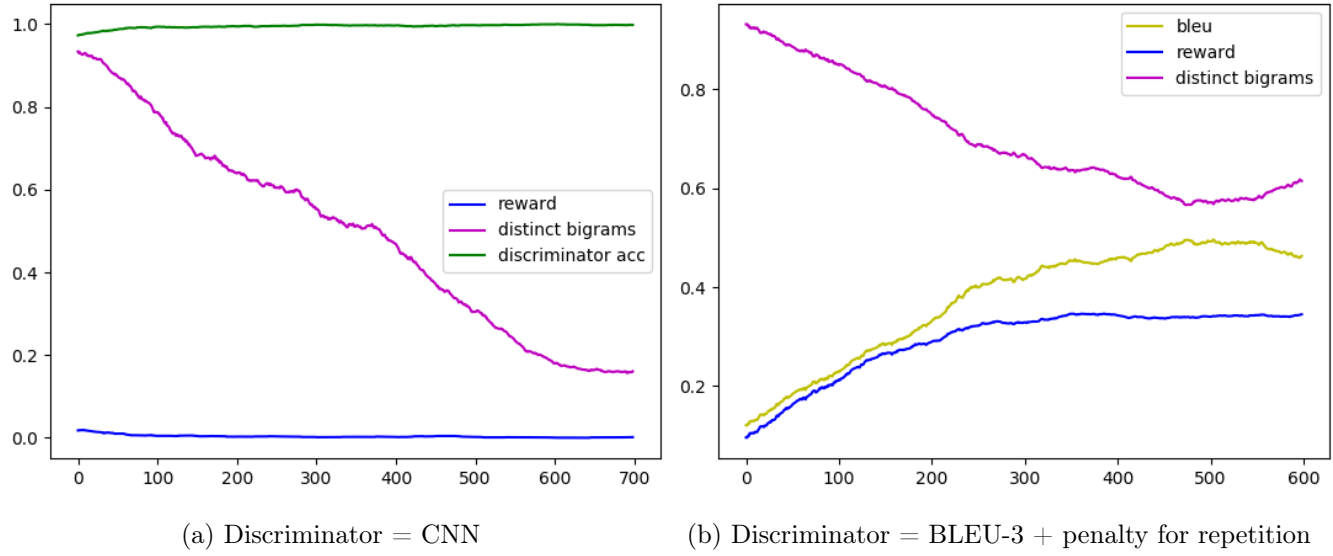 1.0
0.8
0.6
0.4
0.2
0.0
reward
distinct bigrams
discriminator acc
0 100 200 300 400 500 600 700
(a) Discriminator = CNN
0.8
0.6
0.4
0.2
bleu
reward
distinct bigrams
0 100 200 300 400 500 600
(b) Discriminator = BLEU-3 + penalty for repetition